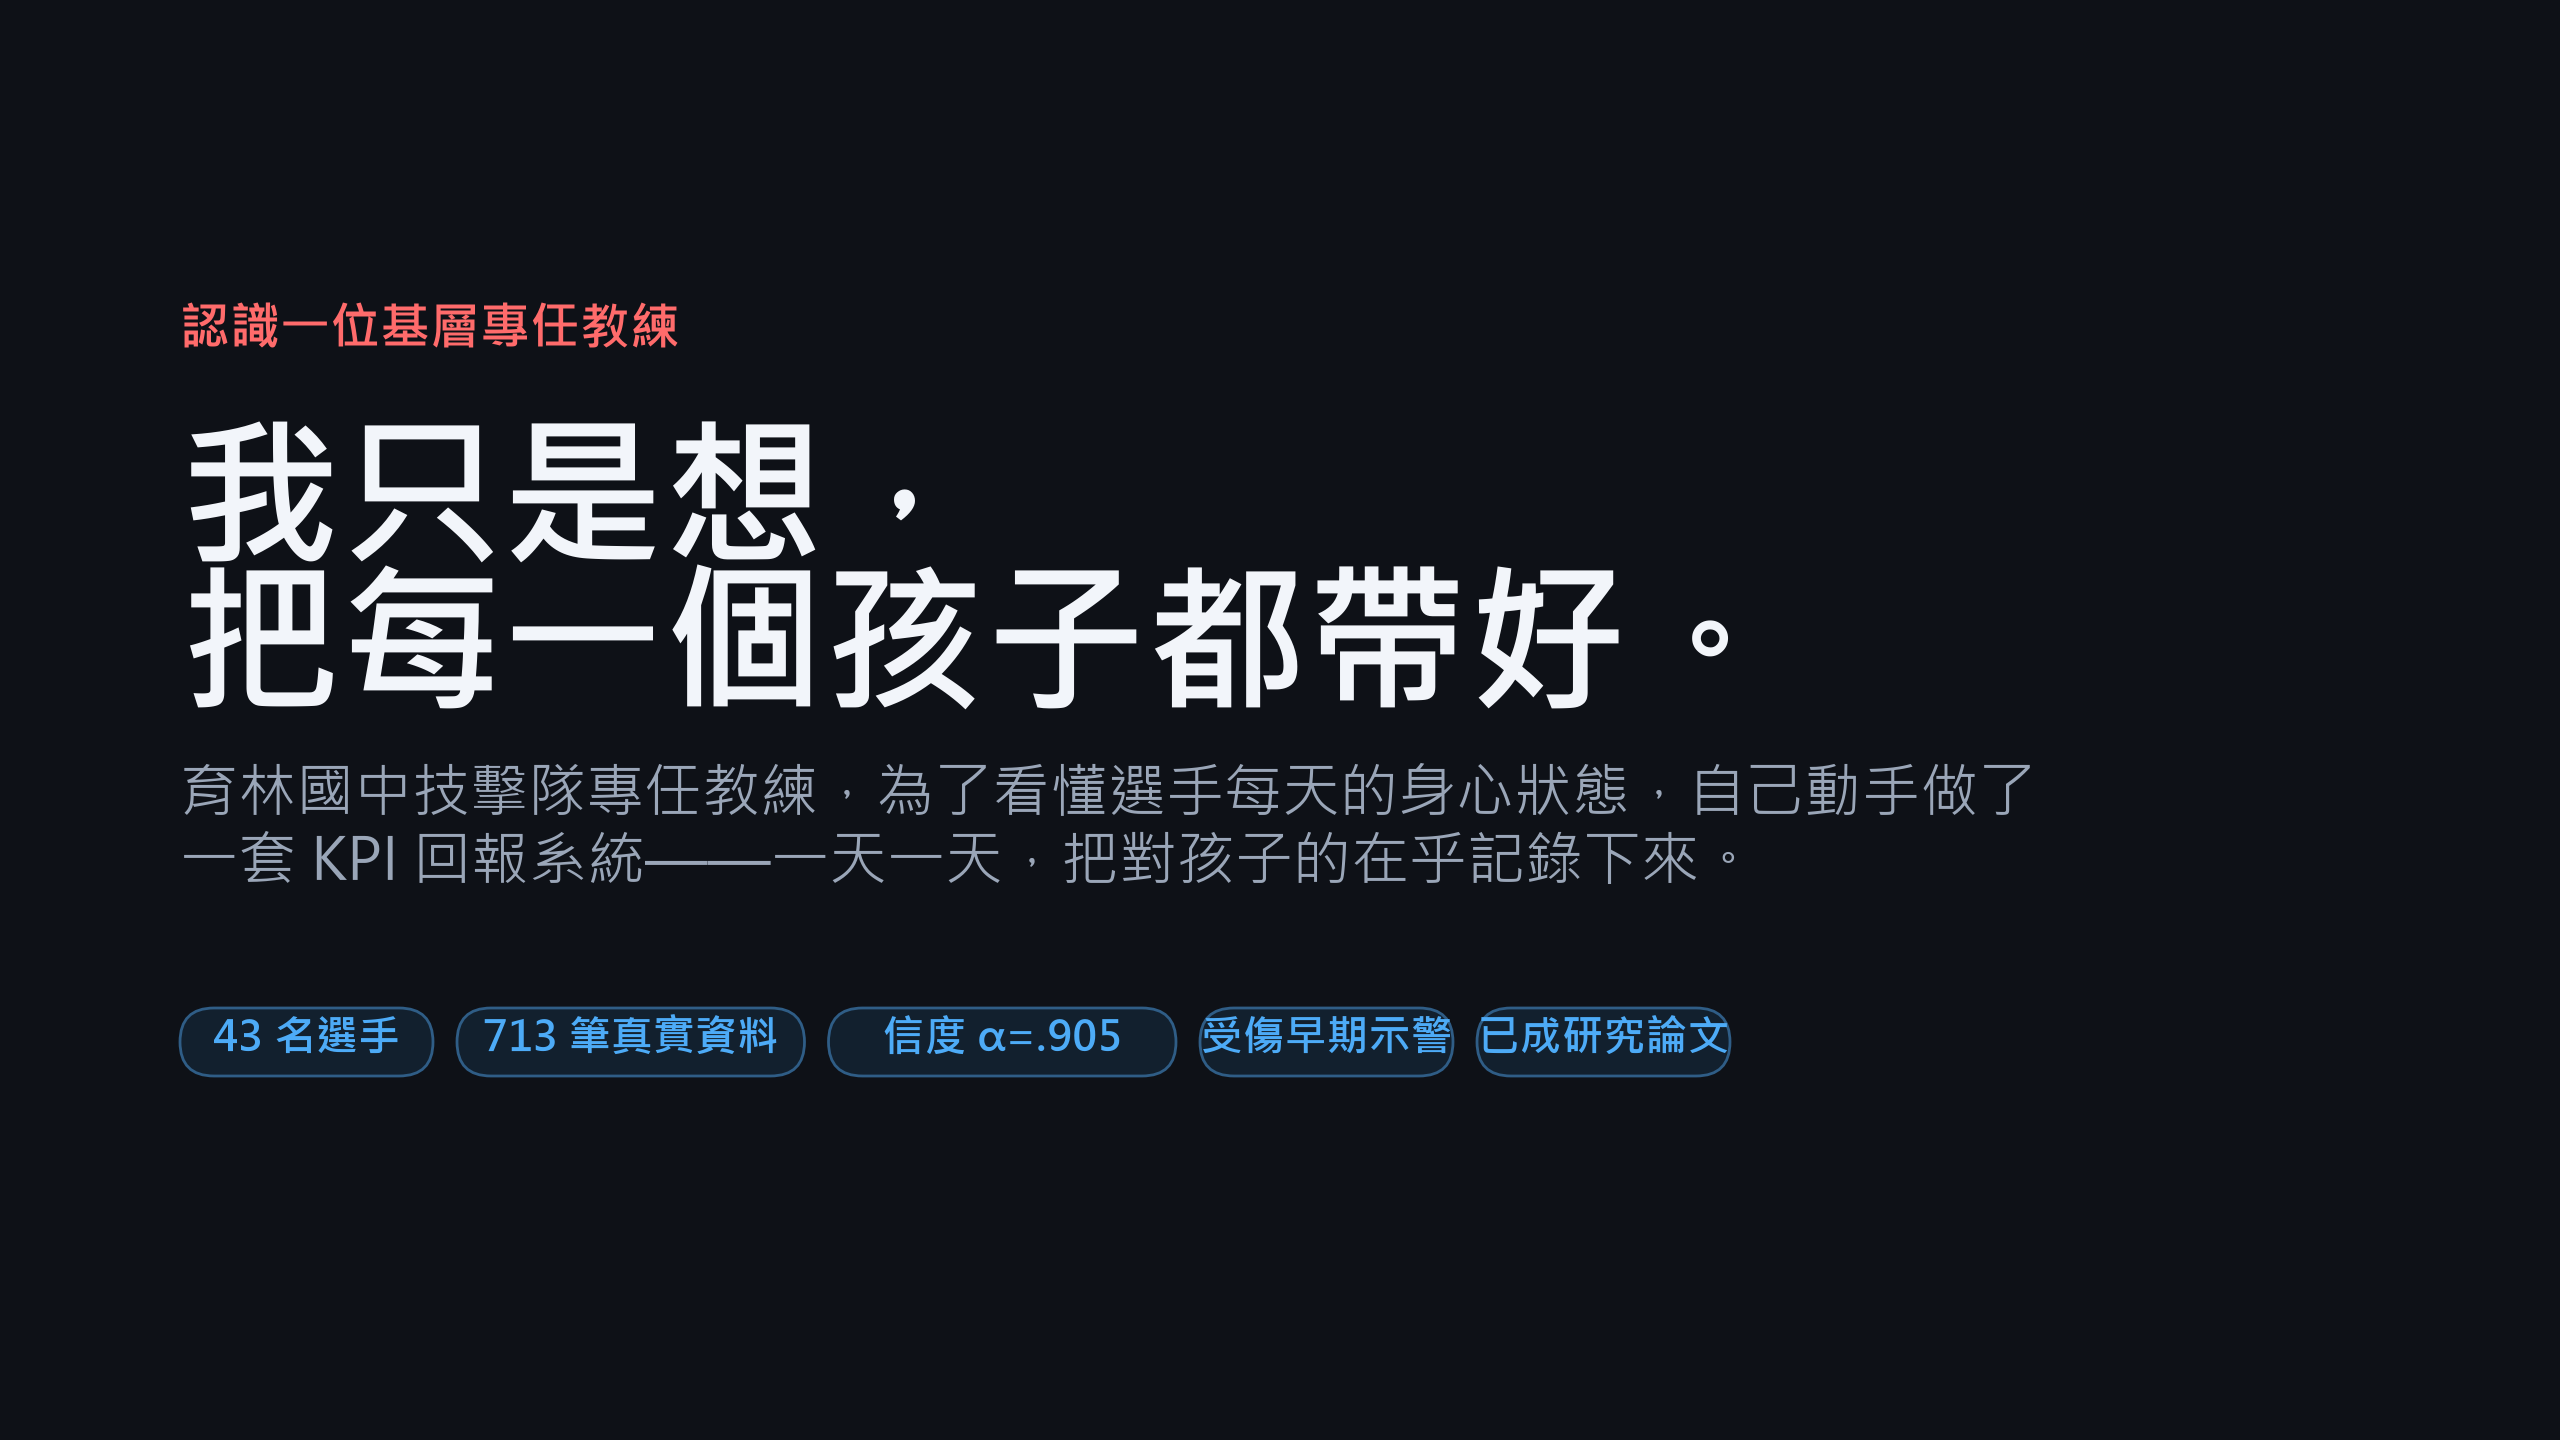 認識一位基層專任教練
我只是想，
把每一個孩子都帶好。
育林國中技擊隊專任教練，為了看懂選手每天的身心狀態，自己動手做了
一套 KPI 回報系統——一天一天，把對孩子的在乎記錄下來。
43 名選手
713 筆真實資料
信度 α=.905
受傷早期示警
已成研究論文